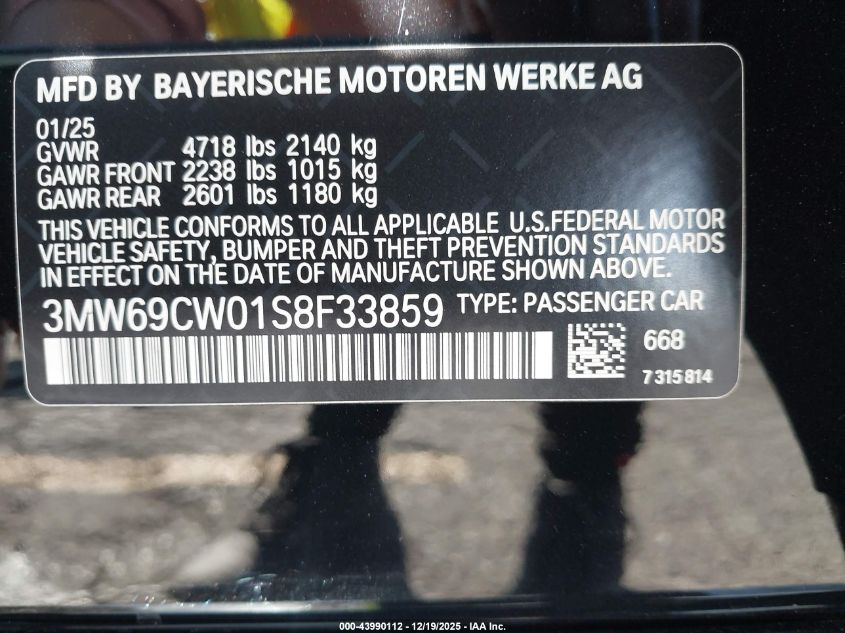 MFD BY BAYERISCHE MOTOREN WERKE AG
01/25
GVWR 4718 lbs 2140 kg
GAWR FRONT 2238 lbs 1015 kg
GAWR REAR 2601 lbs 1180 kg
THIS VEHICLE CONFORMS TO ALL APPLICABLE U.S.FEDERAL MOTOR
VEHICLE SAFETY, BUMPER AND THEFT PREVENTION STANDARDS
IN EFFECT ON THE DATE OF MANUFACTURE SHOWN ABOVE.
3MW69CW01S8F33859 TYPE: PASSENGER CAR
668
7 315 814
000-43990112 - 12/19/2025 - IAA Inc.